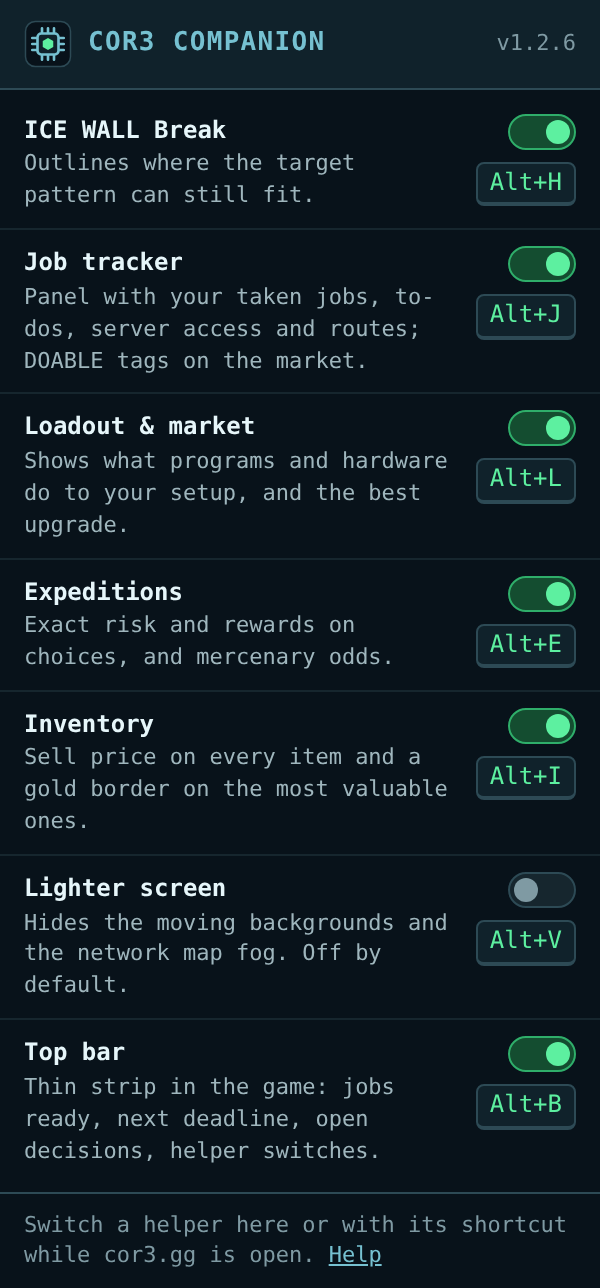 COR3 COMPANION v1.2.6
ICE WALL Break
Outlines where the target
pattern can still fit.
Alt+H
Job tracker
Panel with your taken jobs, to-
dos, server access and routes;
DOABLE tags on the market.
Alt+J
Loadout & market
Shows what programs and hardware
do to your setup, and the best
upgrade.
Alt+L
Expeditions
Exact risk and rewards on
choices, and mercenary odds.
Alt+E
Inventory
Sell price on every item and a
gold border on the most valuable
ones.
Alt+I
Lighter screen
Hides the moving backgrounds and
the network map fog. Off by
default.
Alt+V
Top bar
Thin strip in the game: jobs
ready, next deadline, open
decisions, helper switches.
Alt+B
Switch a helper here or with its shortcut
while cor3.gg is open. Help